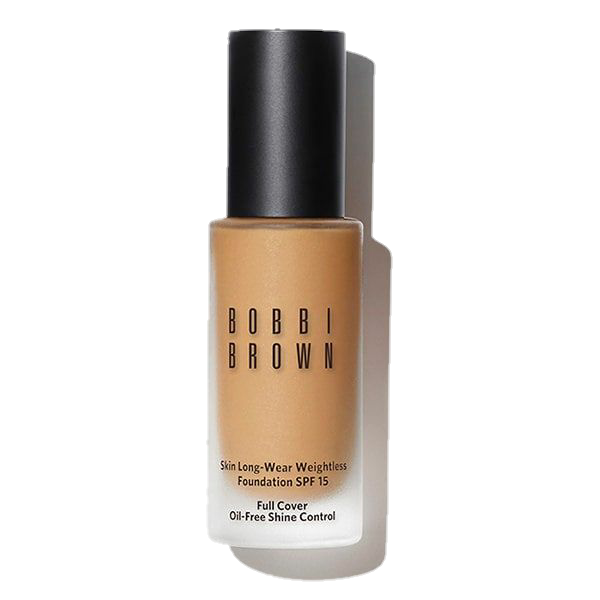 BOBBI
BROWN
Skin Long-Wear Weightless
Foundation SPF 15
Full Cover
Oil-Free Shine Control